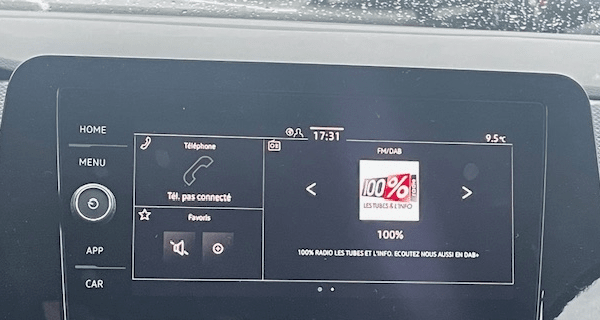 HOME
MENU
APP
CAR
17:31
9.5°C
Téléphone
Tél. pas connecté
Favoris
FM/DAB
100%
LES TUBES & L'INFO
100%
100% RADIO LES TUBES ET L'INFO. ECOUTEZ NOUS AUSSI EN DAB+